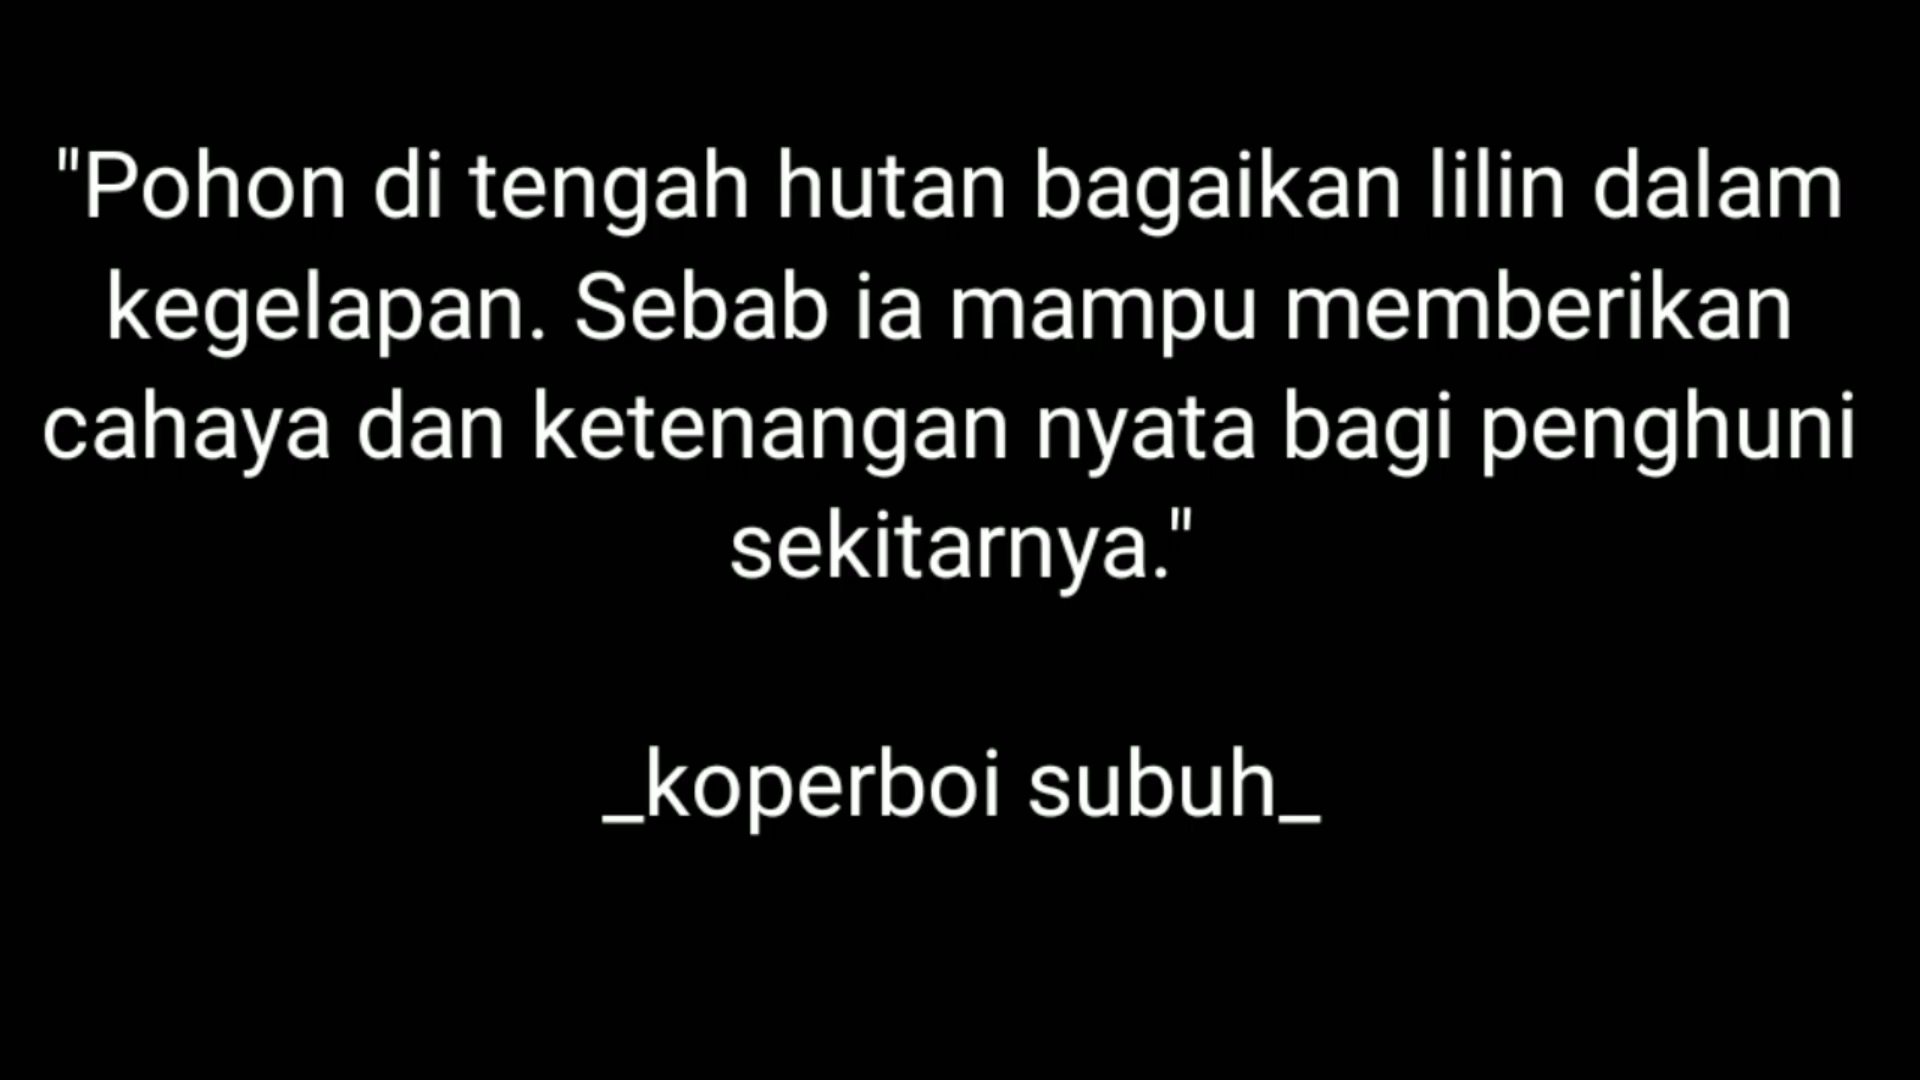 "Pohon di tengah hutan bagaikan lilin dalam
kegelapan. Sebab ia mampu memberikan
cahaya dan ketenangan nyata bagi penghuni
sekitarnya."
_koperboi subuh_